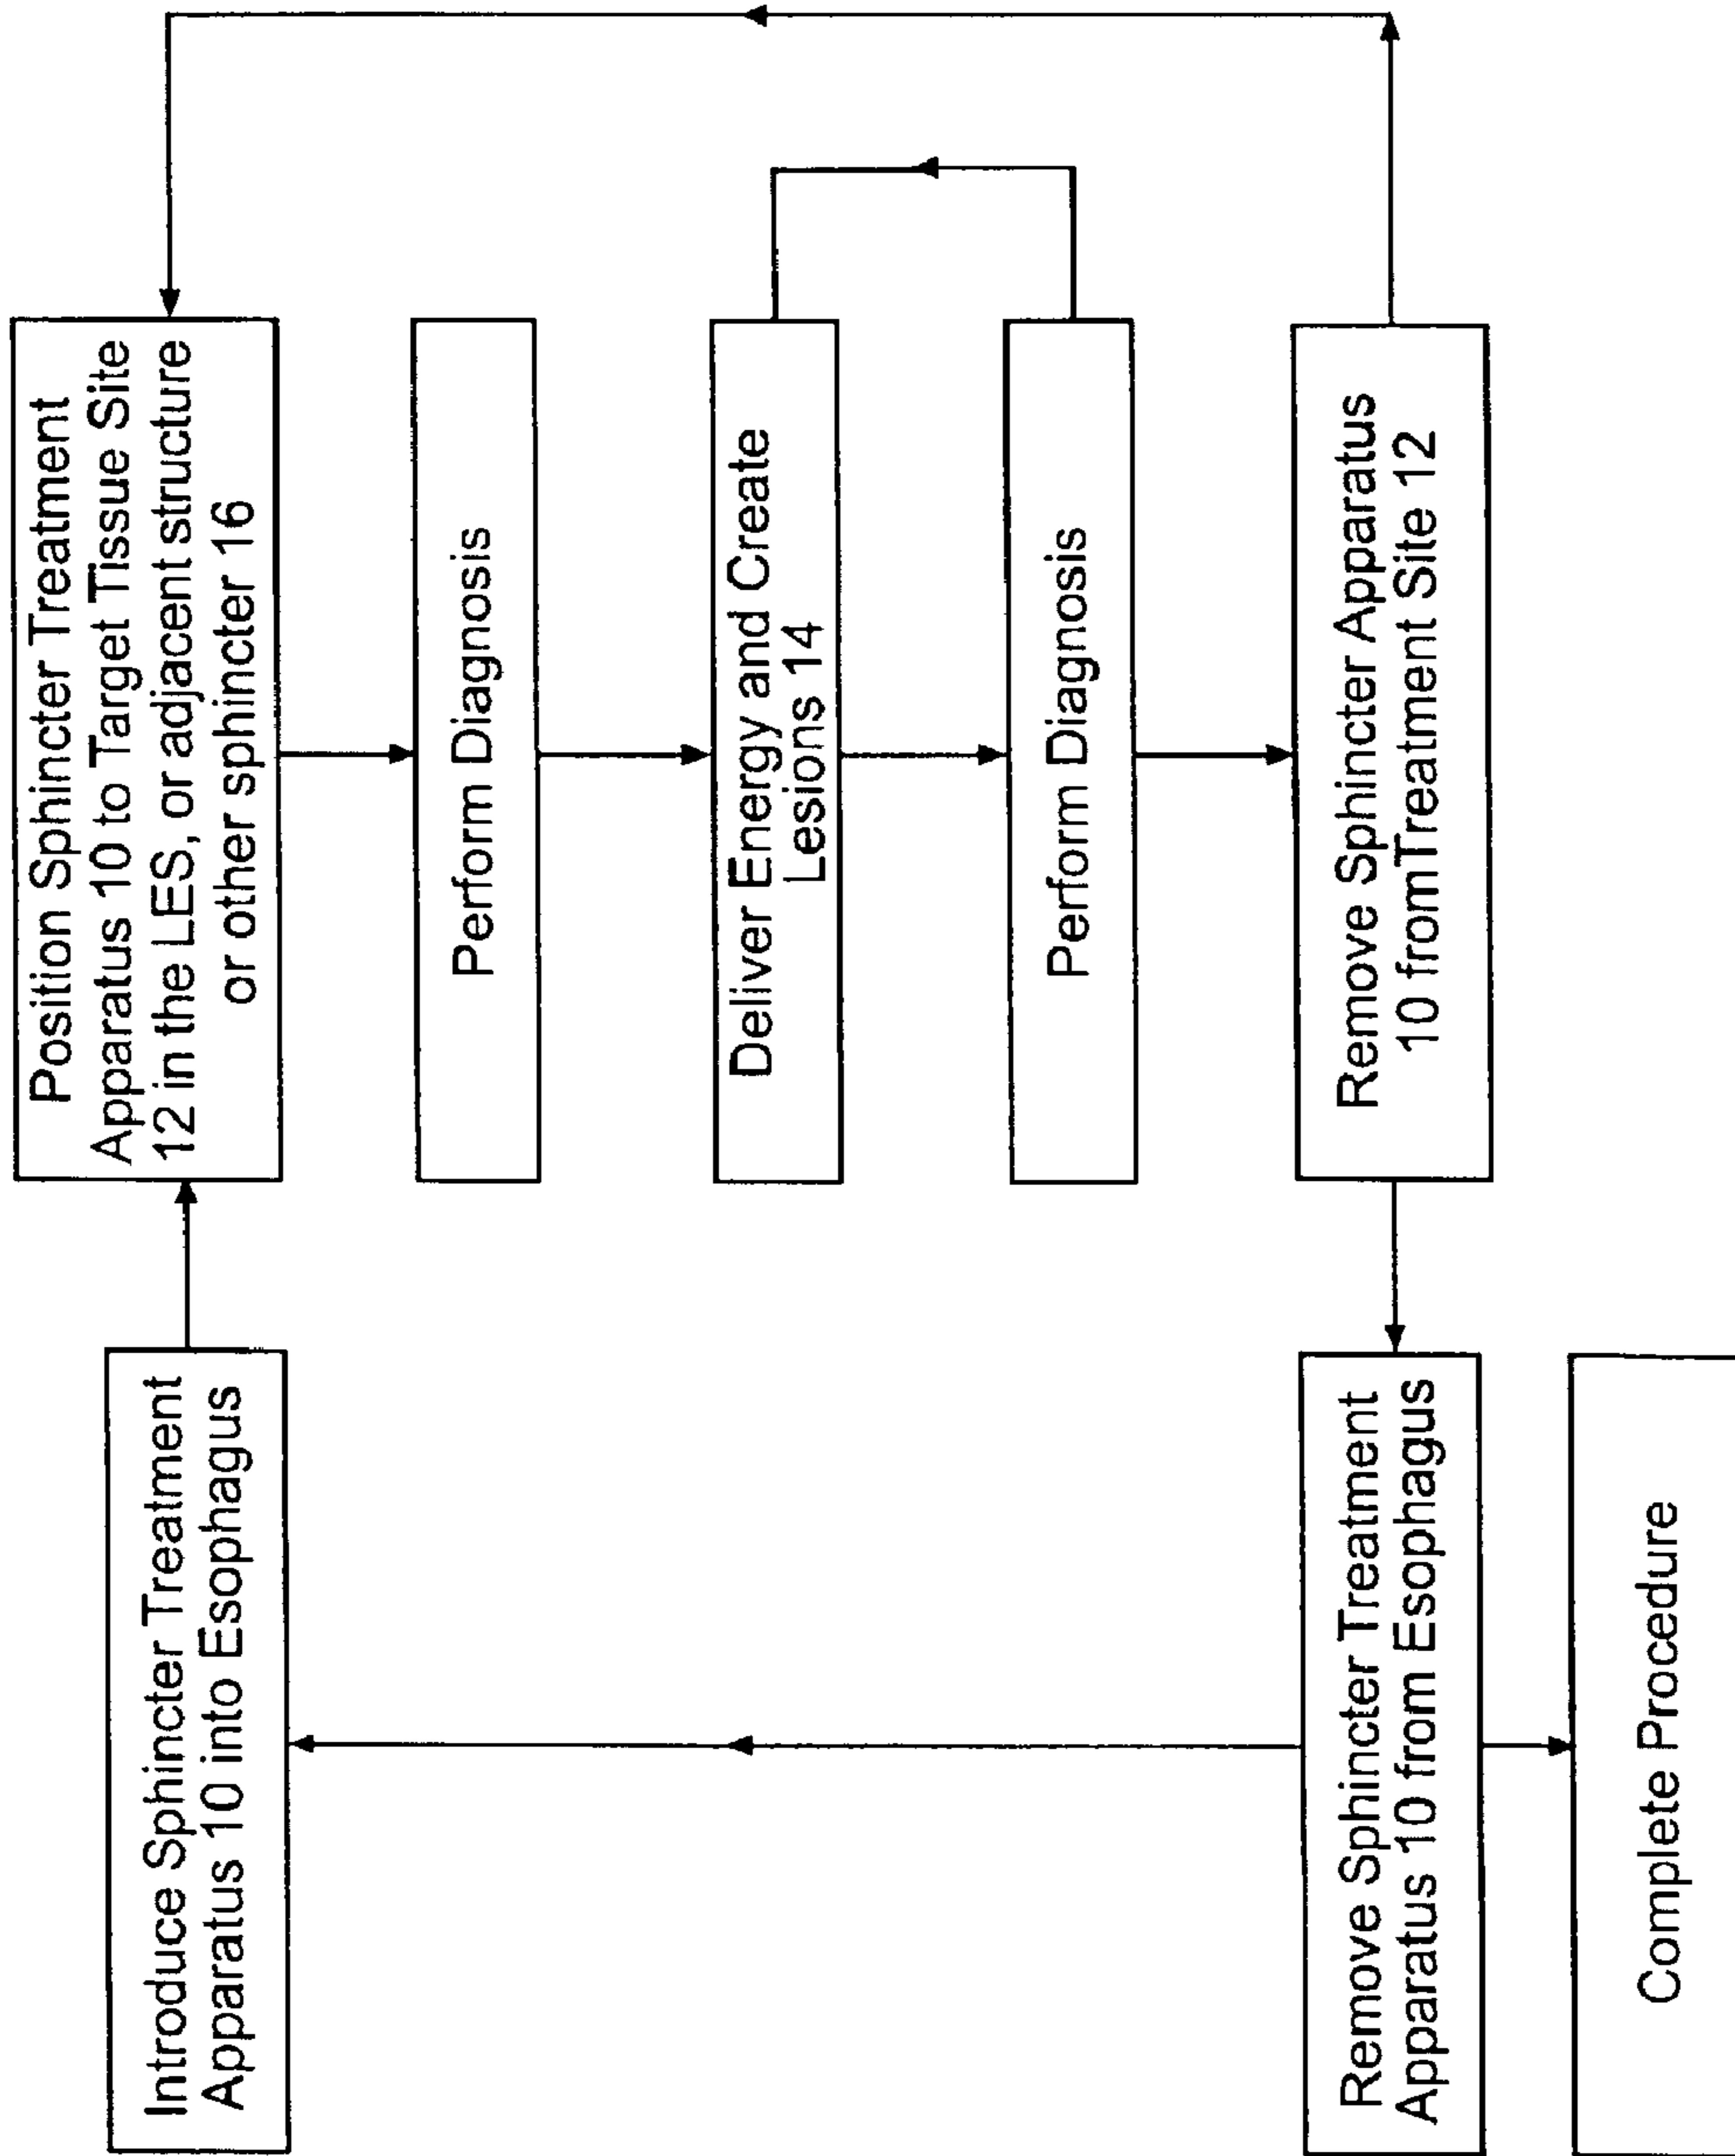 Introduce Sphincter Treatment
Apparatus 10 into Esophagus
Position Sphincter Treatment
Apparatus 10 to Target Tissue Site
12 in the LES, or adjacent structure
or other sphincter 16
Perform Diagnosis
Deliver Energy and Create
Lesions 14
Perform Diagnosis
Remove Sphincter Apparatus
10 fromTreatment Site 12
Remove Sphincter Treatment
Apparatus 10 from Esophagus
Complete Procedure